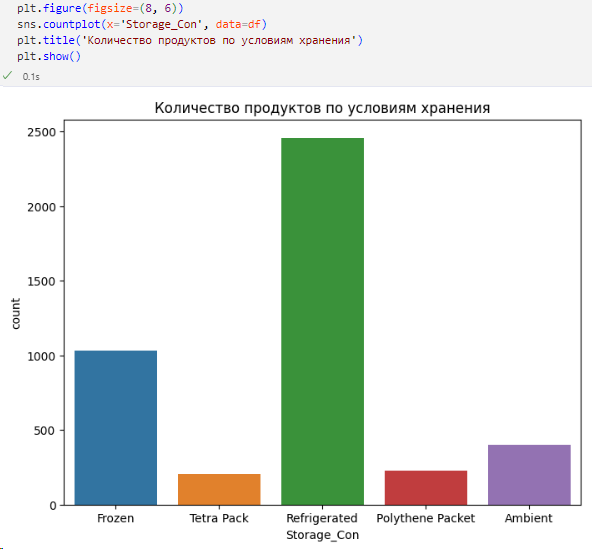 plt.figure(figsize=(8, 6))
sns.countplot(x='Storage_Con', data=df)
plt.title('Количество продуктов по условиям хранения')
plt.show()
✓ 0.1s
Количество продуктов по условиям хранения
2500
2000
1500
1000
500
0
count
Frozen Tetra Pack Refrigerated Polythene Packet Ambient
Storage_Con